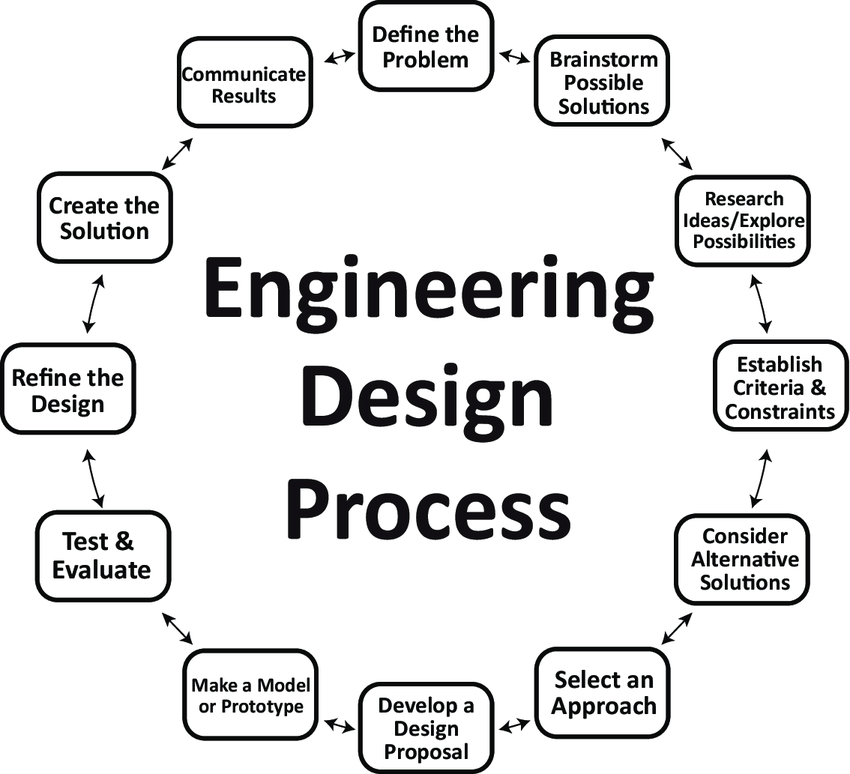 Define the
Problem
Brainstorm
Possible
Solutions
Research
Ideas/Explore
Possibilities
Establish
Criteria &
Constraints
Consider
Alternative
Solutions
Select an
Approach
Develop a
Design
Proposal
Make a Model
or Prototype
Test &
Evaluate
Refine the
Design
Create the
Solution
Communicate
Results
Engineering
Design
Process